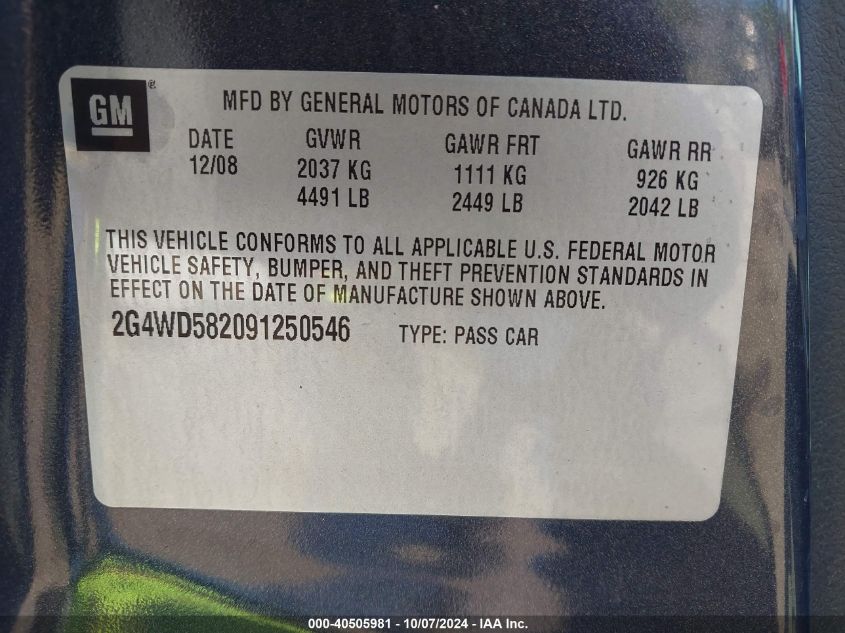 GM ®
MFD BY GENERAL MOTORS OF CANADA LTD.
DATE GVWR GAWR FRT GAWR RR
12/08 2037 KG 1111 KG 926 KG
4491 LB 2449 LB 2042 LB
THIS VEHICLE CONFORMS TO ALL APPLICABLE U.S. FEDERAL MOTOR
VEHICLE SAFETY, BUMPER, AND THEFT PREVENTION STANDARDS IN
EFFECT ON THE DATE OF MANUFACTURE SHOWN ABOVE.
2G4WD582091250546 TYPE: PASS CAR
000-40505981 - 10/07/2024 - IAA Inc.